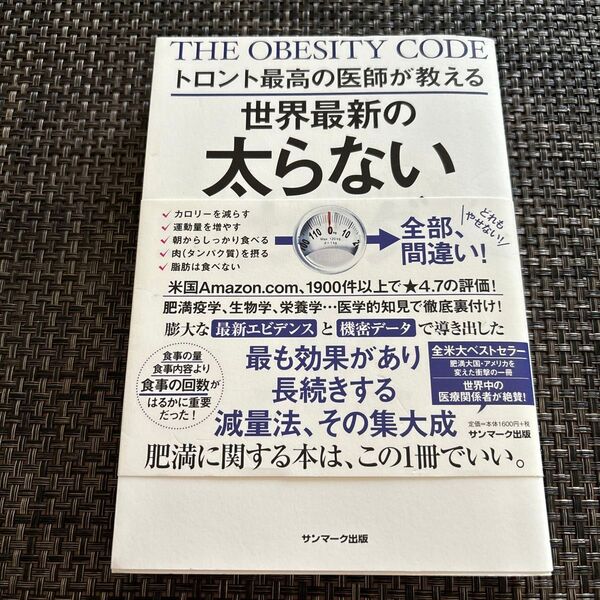 THE OBESITY CODE
トロント最高の医師が教える
世界最新の
太らない
カロリーを減らす
運動量を増やす
朝からしっかり食べる
肉(タンパク質)を摂る
脂肪は食べない
全部、
間違い!
どれも
やせない!
米国Amazon.com、1900件以上で★4.7の評価!
肥満疫学、生物学、栄養学…医学的知見で徹底裏付け!
膨大な 最新エビデンス と 機密データ で導き出した
食事の量
食事内容より
食事の回数が
はるかに重要
だった!
最も効果があり
長続きする
減量法、その集大成
全米大ベストセラー
肥満大国・アメリカを
変えた衝撃の一冊
世界中の
医療関係者が絶賛!
定価=本体1600円+税
サンマーク出版
肥満に関する本は、この1冊でいい。
サンマーク出版